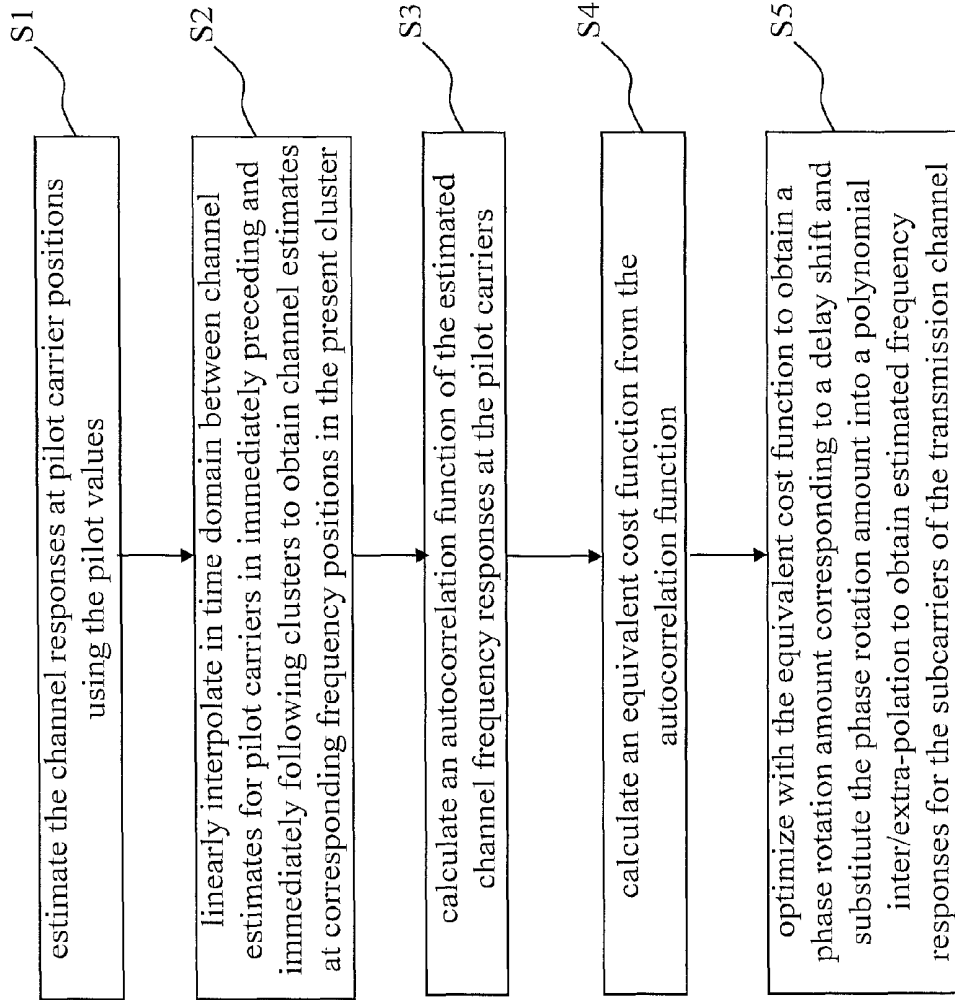 estimate the channel responses at pilot carrier positions
using the pilot values
S1
linearly interpolate in time domain between channel
estimates for pilot carriers in immediately preceding and
immediately following clusters to obtain channel estimates
at corresponding frequency positions in the present cluster
S2
calculate an autocorrelation function of the estimated
channel frequency responses at the pilot carriers
S3
calculate an equivalent cost function from the
autocorrelation function
S4
optimize with the equivalent cost function to obtain a
phase rotation amount corresponding to a delay shift and
substitute the phase rotation amount into a polynomial
inter/extra-polation to obtain estimated frequency
responses for the subcarriers of the transmission channel
S5